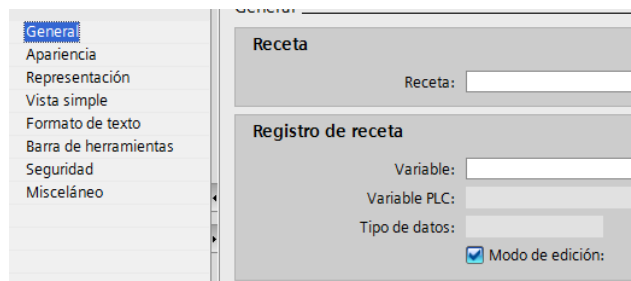 General
General
Apariencia
Representación
Vista simple
Formato de texto
Barra de herramientas
Seguridad
Misceláneo
Receta
Receta:
Registro de receta
Variable:
Variable PLC:
Tipo de datos:
Modo de edición: